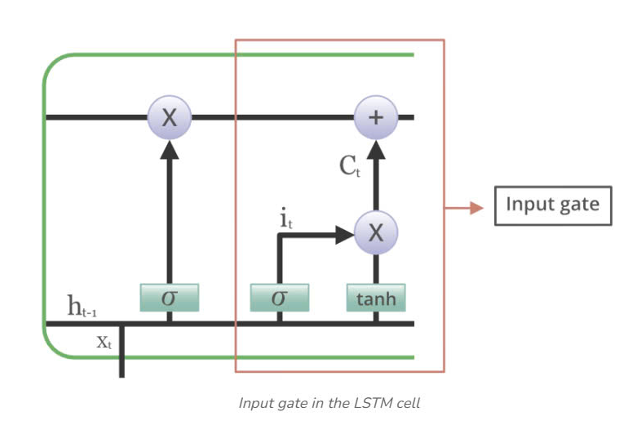 X
+
Cₜ
iₜ
X
Input gate
σ
σ
tanh
hₜ₋₁
xₜ
Input gate in the LSTM cell